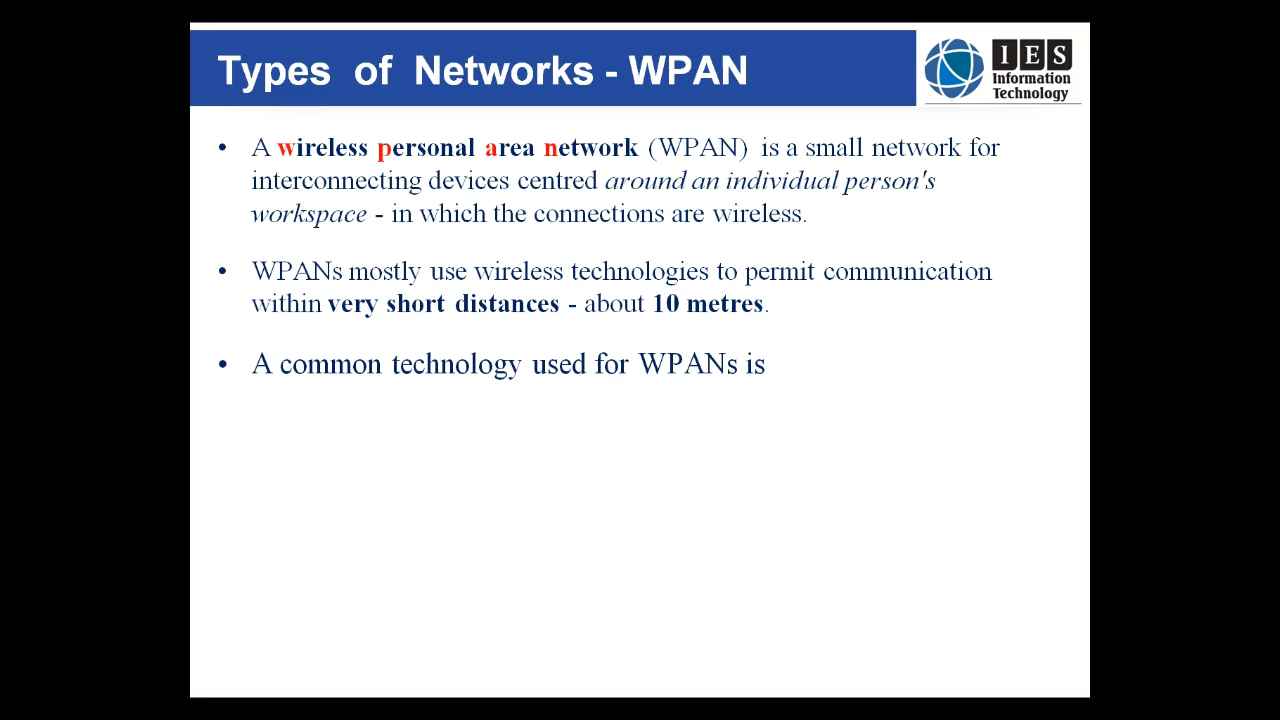 Types of Networks - WPAN
IES
Information
Technology
• A wireless personal area network (WPAN) is a small network for
interconnecting devices centred around an individual person's
workspace - in which the connections are wireless.
• WPANs mostly use wireless technologies to permit communication
within very short distances - about 10 metres.
• A common technology used for WPANs is